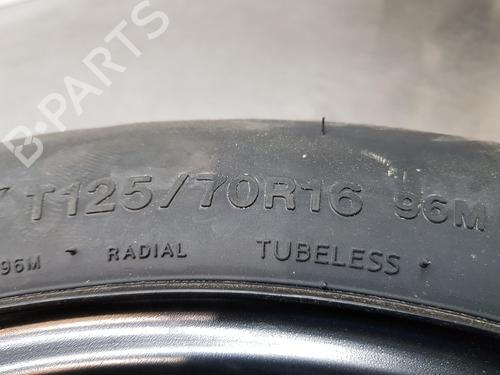 B-PARTS
T125/70R16 96M
96M RADIAL TUBELESS